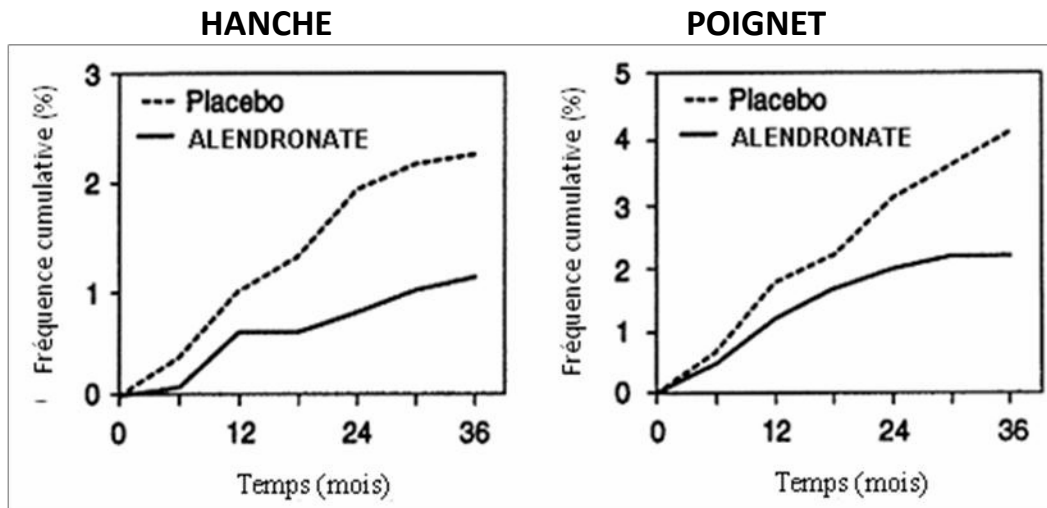 HANCHE
POIGNET
3
2
1
0
Fréquence cumulative (%)
Placebo
ALENDRONATE
0 12 24 36
Temps (mois)
5
4
3
2
1
0
Fréquence cumulative (%)
Placebo
ALENDRONATE
0 12 24 36
Temps (mois)